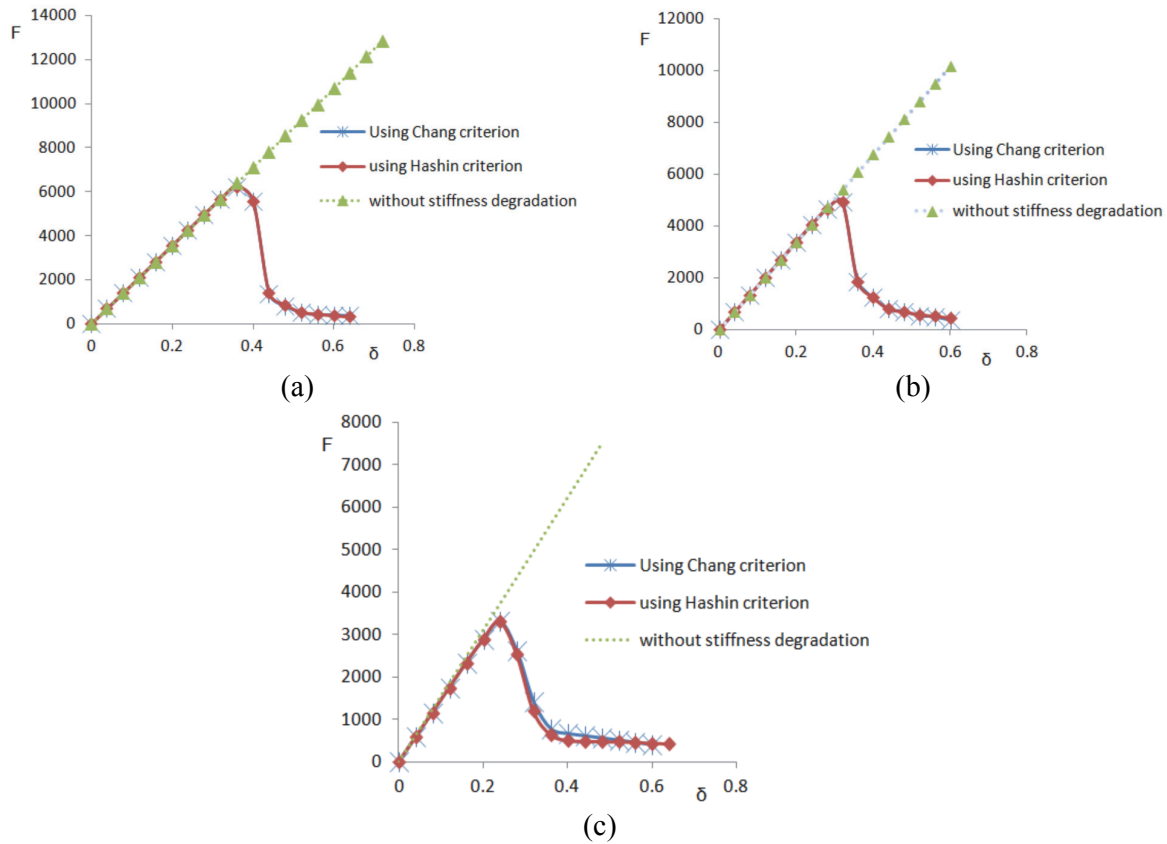 14000
F
12000
10000
8000
6000
4000
2000
0
0 0.2 0.4 0.6 0.8
δ
Using Chang criterion
using Hashin criterion
without stiffness degradation
(a)
12000
F
10000
8000
6000
4000
2000
0
0 0.2 0.4 0.6 0.8
δ
Using Chang criterion
using Hashin criterion
without stiffness degradation
(b)
8000
F
7000
6000
5000
4000
3000
2000
1000
0
0 0.2 0.4 0.6 0.8
δ
Using Chang criterion
using Hashin criterion
without stiffness degradation
(c)